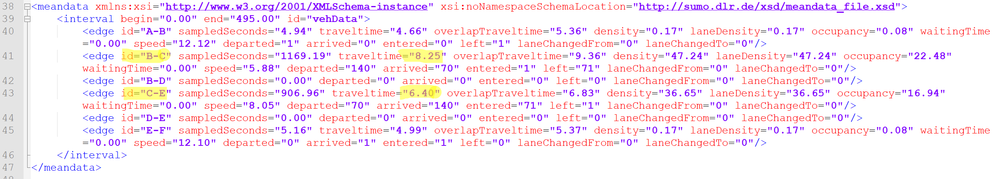 38 <meandata xmlns:xsi="http://www.w3.org/2001/XMLSchema-instance" xsi:noNamespaceSchemaLocation="http://sumo.dlr.de/xsd/meandata_file.xsd">
39 <interval begin="0.00" end="495.00" id="vehData">
40 <edge id="A-B" sampledSeconds="4.94" traveltime="4.66" overlapTraveltime="5.36" density="0.17" laneDensity="0.17" occupancy="0.08" waitingTime
="0.00" speed="12.12" departed="1" arrived="0" entered="0" left="1" laneChangedFrom="0" laneChangedTo="0"/>
41 <edge id="B-C" sampledSeconds="1169.19" traveltime="8.25" overlapTraveltime="9.36" density="47.24" laneDensity="47.24" occupancy="22.48"
waitingTime="0.00" speed="5.88" departed="140" arrived="70" entered="1" left="71" laneChangedFrom="0" laneChangedTo="0"/>
42 <edge id="B-D" sampledSeconds="0.00" departed="0" arrived="0" entered="0" left="0" laneChangedFrom="0" laneChangedTo="0"/>
43 <edge id="C-E" sampledSeconds="906.96" traveltime="6.40" overlapTraveltime="6.83" density="36.65" laneDensity="36.65" occupancy="16.94"
waitingTime="0.00" speed="8.05" departed="70" arrived="140" entered="71" left="1" laneChangedFrom="0" laneChangedTo="0"/>
44 <edge id="D-E" sampledSeconds="0.00" departed="0" arrived="0" entered="0" left="0" laneChangedFrom="0" laneChangedTo="0"/>
45 <edge id="E-F" sampledSeconds="5.16" traveltime="4.99" overlapTraveltime="5.37" density="0.17" laneDensity="0.17" occupancy="0.08" waitingTime
="0.00" speed="12.10" departed="0" arrived="1" entered="1" left="0" laneChangedFrom="0" laneChangedTo="0"/>
46 </interval>
47 </meandata>